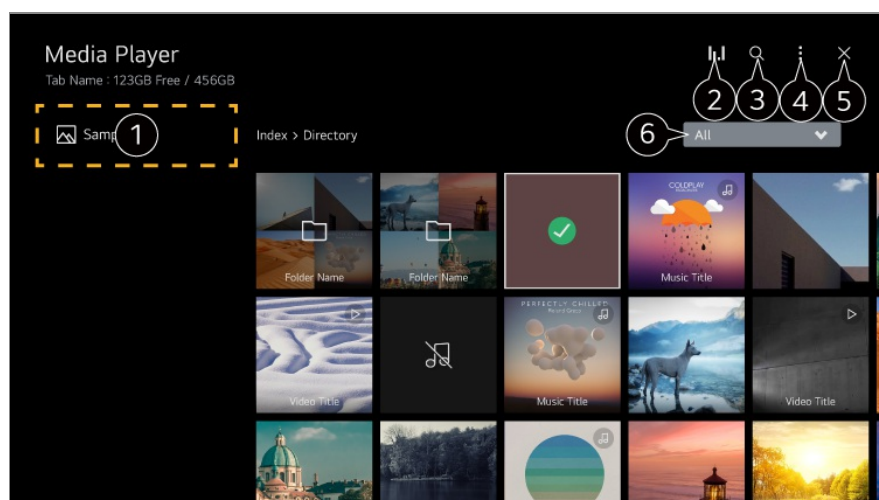 Media Player
Tab Name : 123GB Free / 456GB
2
3
4
5
1
Index > Directory
6
All
Folder Name
Folder Name
COLDPLAY
Music Title
Video Title
PERFECTLY CHILLED
Music Title
Video Title